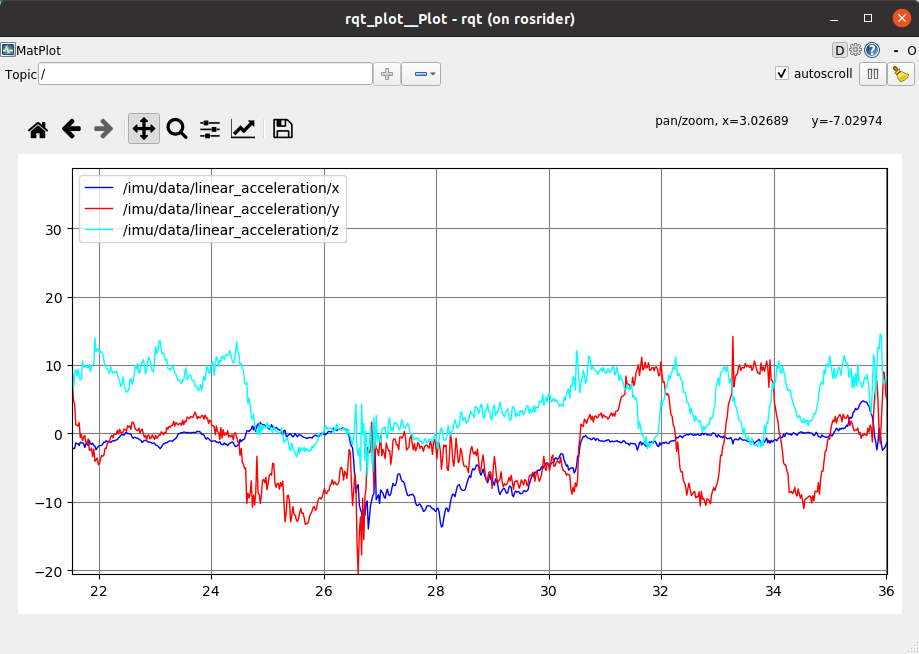 rqt_plot__Plot - rqt (on rosrider)
MatPlot
D
- O
Topic /
autoscroll
pan/zoom, x=3.02689 y=-7.02974
/imu/data/linear_acceleration/x
/imu/data/linear_acceleration/y
/imu/data/linear_acceleration/z
30
20
10
0
−10
−20
22 24 26 28 30 32 34 36